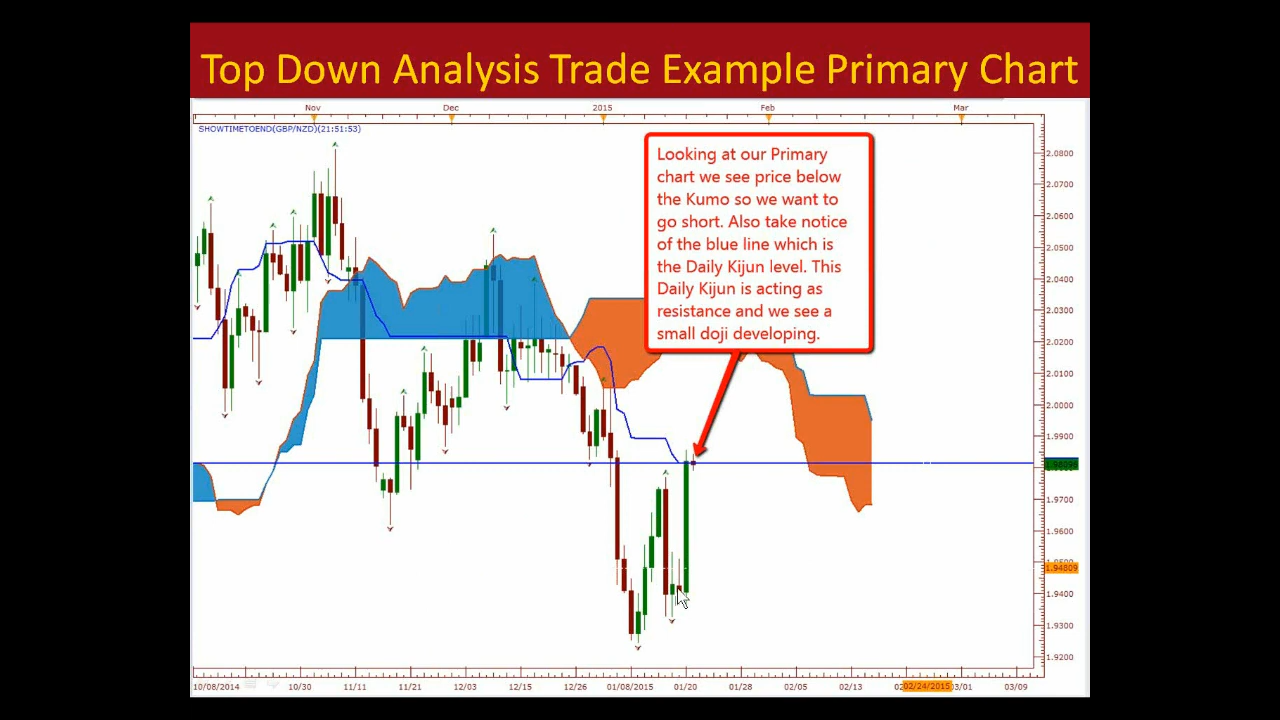 Top Down Analysis Trade Example Primary Chart
Nov Dec 2015 Feb Mar
SHOWTIMETOEND(GBP/NZD)(21:51:53)
Looking at our Primary
chart we see price below
the Kumo so we want to
go short. Also take notice
of the blue line which is
the Daily Kijun level. This
Daily Kijun is acting as
resistance and we see a
small doji developing.
2.0800
2.0700
2.0600
2.0500
2.0400
2.0300
2.0200
2.0100
2.0000
1.9900
1.9700
1.9600
1.94809
1.9400
1.9300
1.9200
10/08/2014 10/30 11/11 11/21 12/03 12/15 12/26 01/08/2015 01/20 01/28 02/05 02/13 02/24/2015 03/09